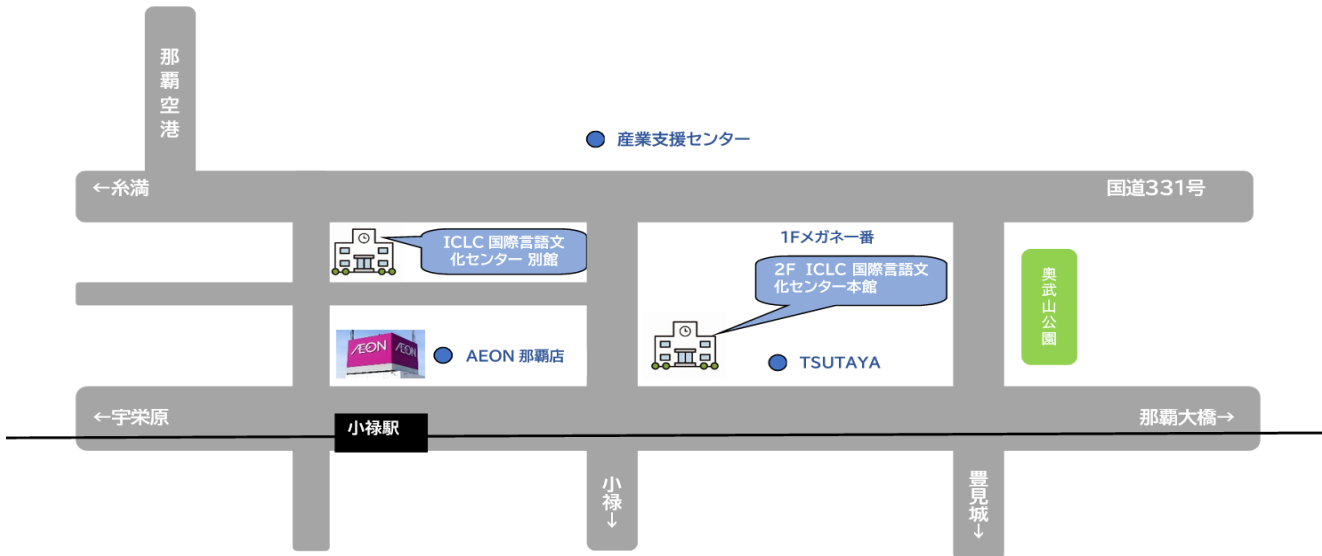 那覇空港
産業支援センター
←糸満
国道331号
ICLC 国際言語文
化センター 別館
1Fメガネ一番
2F ICLC 国際言語文
化センター本館
奥武山公園
AEON
AEON
AEON 那覇店
TSUTAYA
←宇栄原
小禄駅
那覇大橋→
小禄↓
豊見城↓